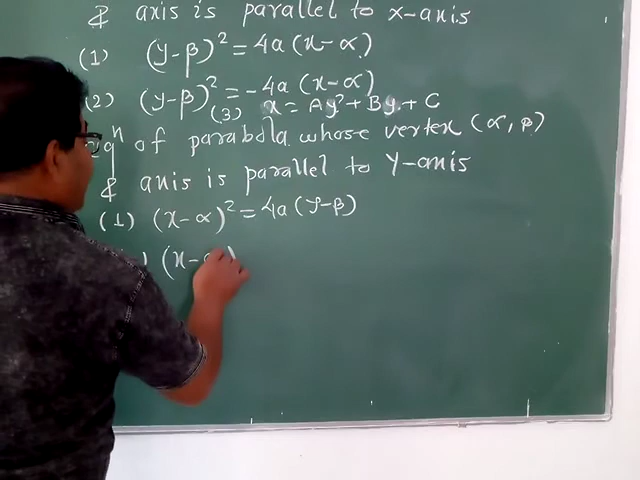 & axis is parallel to x-axis
(1) (y-β)² = 4a(x-α)
(2) (y-β)² = -4a(x-α)
(3) x = Ay² + By + C
qⁿ of parabola whose vertex (α, β)
& axis is parallel to Y-axis
(1) (x-α)² = 4a(y-β)
) (x-α)